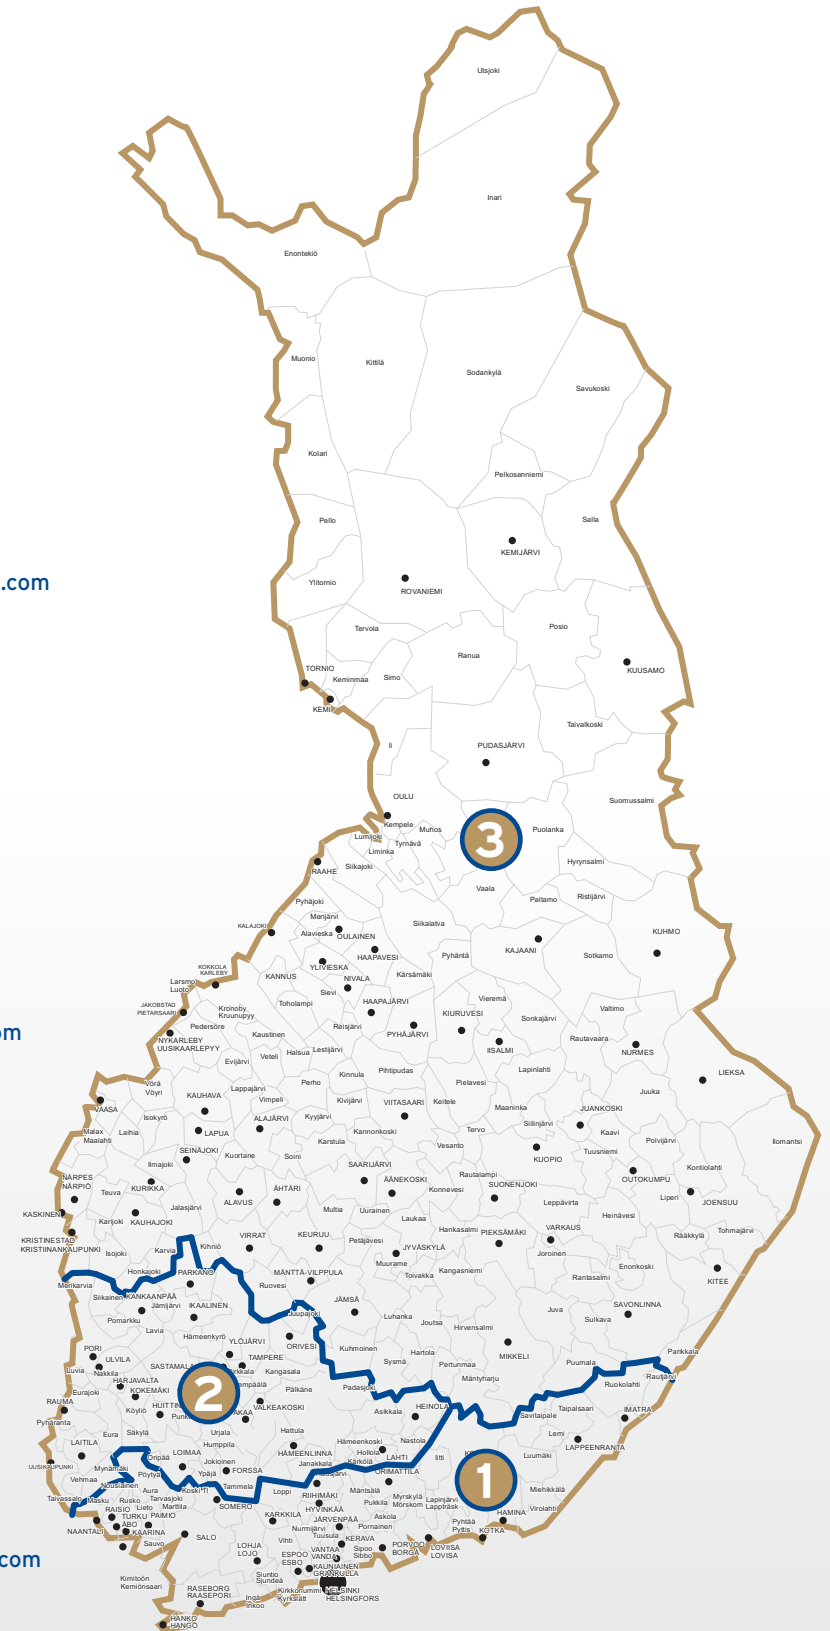 Utsjoki
Inari
Enontekiö
Muonio
Kittilä
Sodankylä
Savukoski
Kolari
Pelkosenniemi
Pello
Salla
KEMIJÄRVI
.com
Ylitornio
ROVANIEMI
Tervola
Posio
Ranua
TORNIO
Keminmaa
Simo
KUUSAMO
KEMI
Taivalkoski
Ii
PUDASJÄRVI
OULU
Suomussalmi
Kempele
Muhos
3
Puolanka
Lumijoki
Tyrnävä
Liminka
Hyrynsalmi
RAAHE
Siikajoki
Vaala
Paltamo
Ristijärvi
Pyhäjoki
Merijärvi
KALAJOKI
Alavieska
OULAINEN
Siikalatva
KUHMO
HAAPAVESI
Pyhäntä
KAJAANI
Sotkamo
KOKKOLA
KARLEBY
YLIVIESKA
Kärsämäki
Larsmo
Luoto
KANNUS
NIVALA
Sievi
JAKOBSTAD
PIETARSAARI
Kronoby
Kruunupyy
Toholampi
HAAPAJÄRVI
Vieremä
Valtimo
om
Pedersöre
Reisjärvi
PYHÄJÄRVI
KIURUVESI
Sonkajärvi
NYKARLEBY
UUSIKAARLEPYY
Kaustinen
Rautavaara
Evijärvi
Veteli
Halsua
Lestijärvi
IISALMI
NURMES
Vörå
Vöyri
Lappajärvi
Perho
Kinnula
Pihtipudas
Pielavesi
Lapinlahti
LIEKSA
VAASA
KAUHAVA
Vimpeli
Kivijärvi
VIITASAARI
Keitele
Maaninka
Juuka
Isokyrö
ALAJÄRVI
Kyyjärvi
JUANKOSKI
Malax
Maalahti
Laihia
LAPUA
Kannonkoski
Tervo
Siilinjärvi
Kaavi
Polvijärvi
Ilomantsi
SEINÄJOKI
Kuortane
Soini
Karstula
Vesanto
Tuusniemi
Ilmajoki
SAARIJÄRVI
KUOPIO
Kontiolahti
NÄRPES
NÄRPIÖ
Teuva
KURIKKA
ÄHTÄRI
ÄÄNEKOSKI
Rautalampi
OUTOKUMPU
Konnevesi
SUONENJOKI
Liperi
JOENSUU
KASKINEN
Jalasjärvi
ALAVUS
Multia
Uurainen
Leppävirta
Karijoki
KAUHAJOKI
Laukaa
Heinävesi
KRISTINESTAD
KRISTIINANKAUPUNKI
Kihniö
VIRRAT
KEURUU
Petäjävesi
Hankasalmi
PIEKSÄMÄKI
VARKAUS
Rääkkylä
Tohmajärvi
Isojoki
Karvia
JYVÄSKYLÄ
Joroinen
Honkajoki
PARKANO
MÄNTTÄ-VILPPULA
Muurame
Kangasniemi
Enonkoski
KITEE
Merikarvia
Ruovesi
Toivakka
Rantasalmi
Siikainen
KANKAANPÄÄ
Jämijärvi
IKAALINEN
Juupajoki
JÄMSÄ
Juva
SAVONLINNA
Pomarkku
Luhanka
Joutsa
Sulkava
Lavia
Hämeenkyrö
Hirvensalmi
PORI
YLÖJÄRVI
ORIVESI
Kuhmoinen
Hartola
MIKKELI
Parikkala
Luvia
ULVILA
Nakkila
SASTAMALA
TAMPERE
Sysmä
Pertunmaa
Puumala
HARJAVALTA
2
Kangasala
Mäntyharju
Rautjärvi
Eurajoki
KOKEMÄKI
Pälkäne
Padasjoki
Ruokolahti
RAUMA
Köyliö
HUITTINEN
VALKEAKOSKI
HEINOLA
Taipalsaari
Pyhäranta
AKAA
Asikkala
Savitaipale
IMATRA
Eura
Säkylä
Urjala
Hattula
Lemi
LAITILA
Humppila
Hämeenkoski
Nastola
LAPPEENRANTA
Oripää
LOIMAA
HÄMEENLINNA
Hollola
LAHTI
Luumäki
UUSIKAUPUNKI
Mynämäki
Pöytyä
Jokioinen
Janakkala
Kärkölä
Iitti
Vehmaa
Ypäjä
FORSSA
ORIMATTILA
1
Nousiainen
Aura
Koski Tl
Tammela
Loppi
Miehikkälä
Taivassalo
Masku
Rusko
Tarvasjoki
SOMERO
RIIHIMÄKI
Mäntsälä
Myrskylä
Mörskom
Lapinjärvi
Lappträsk
Virolahti
RAISIO
Lieto
Marttila
HYVINKÄÄ
Pukkila
HAMINA
TURKU
ÅBO
PAIMIO
KARKKILA
JÄRVENPÄÄ
Askola
Pyhtää
Pyttis
NAANTALI
KAARINA
SALO
Nurmijärvi
Pornainen
KOTKA
Tuusula
KERAVA
PORVOO
BORGÅ
LOVIISA
LOVISA
Sauvo
LOHJA
LOJO
Vihti
VANTAA
VANDA
Sipoo
Sibbo
ESPOO
ESBO
.com
Kimitoön
Kemiönsaari
Siuntio
Sjundeå
KAUNIAINEN
GRANKULLA
RASEBORG
RAASEPORI
Kirkkonummi
Kyrkslätt
HELSINKI
HELSINGFORS
Ingå
Inkoo
HANKO
HANGÖ